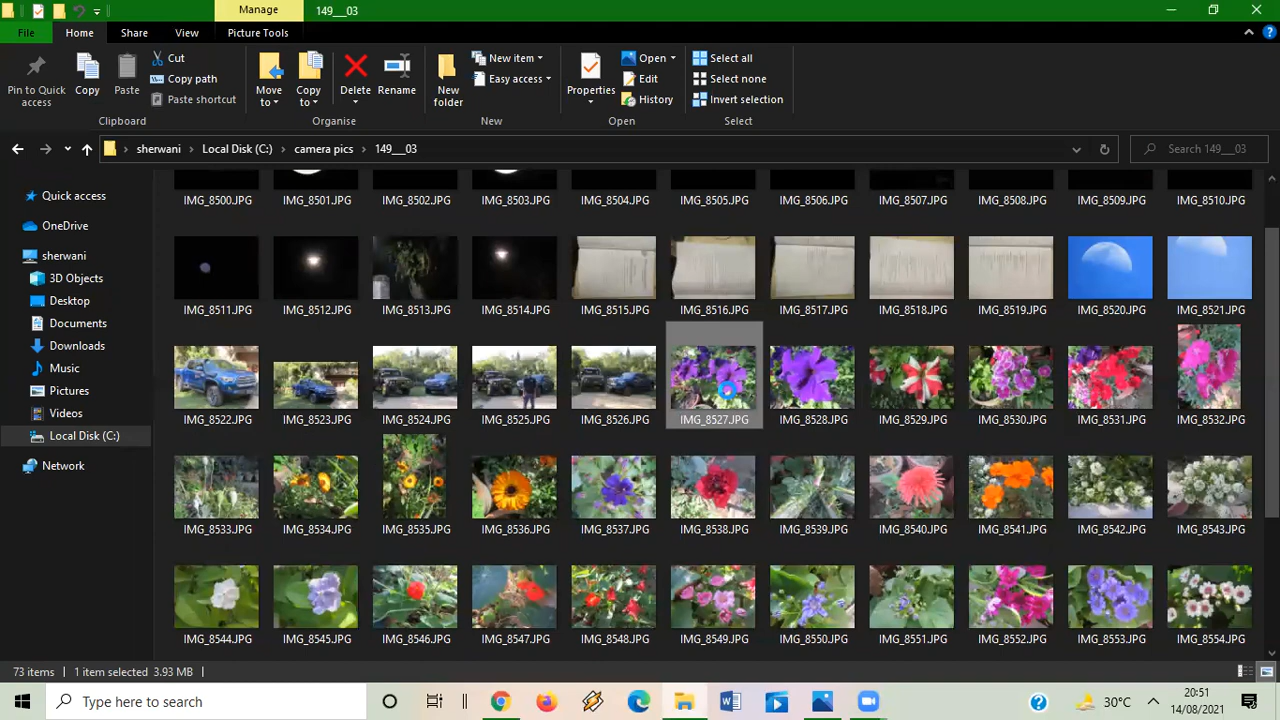 Manage
149___03
File
Home
Share
View
Picture Tools
Pin to Quick access
Copy
Paste
Cut
Copy path
Paste shortcut
Clipboard
Move to
Copy to
Delete
Rename
Organise
New folder
New item
Easy access
New
Properties
Open
Edit
History
Open
Select all
Select none
Invert selection
Select
sherwani
Local Disk (C:)
camera pics
149___03
Search 149___03
Quick access
OneDrive
sherwani
3D Objects
Desktop
Documents
Downloads
Music
Pictures
Videos
Local Disk (C:)
Network
IMG_8500.JPG IMG_8501.JPG IMG_8502.JPG IMG_8503.JPG IMG_8504.JPG IMG_8505.JPG IMG_8506.JPG IMG_8507.JPG IMG_8508.JPG IMG_8509.JPG IMG_8510.JPG
IMG_8511.JPG IMG_8512.JPG IMG_8513.JPG IMG_8514.JPG IMG_8515.JPG IMG_8516.JPG IMG_8517.JPG IMG_8518.JPG IMG_8519.JPG IMG_8520.JPG IMG_8521.JPG
IMG_8522.JPG IMG_8523.JPG IMG_8524.JPG IMG_8525.JPG IMG_8526.JPG IMG_8527.JPG IMG_8528.JPG IMG_8529.JPG IMG_8530.JPG IMG_8531.JPG IMG_8532.JPG
IMG_8533.JPG IMG_8534.JPG IMG_8535.JPG IMG_8536.JPG IMG_8537.JPG IMG_8538.JPG IMG_8539.JPG IMG_8540.JPG IMG_8541.JPG IMG_8542.JPG IMG_8543.JPG
IMG_8544.JPG IMG_8545.JPG IMG_8546.JPG IMG_8547.JPG IMG_8548.JPG IMG_8549.JPG IMG_8550.JPG IMG_8551.JPG IMG_8552.JPG IMG_8553.JPG IMG_8554.JPG
73 items
1 item selected 3.93 MB
Type here to search
30°C
20:51
14/08/2021